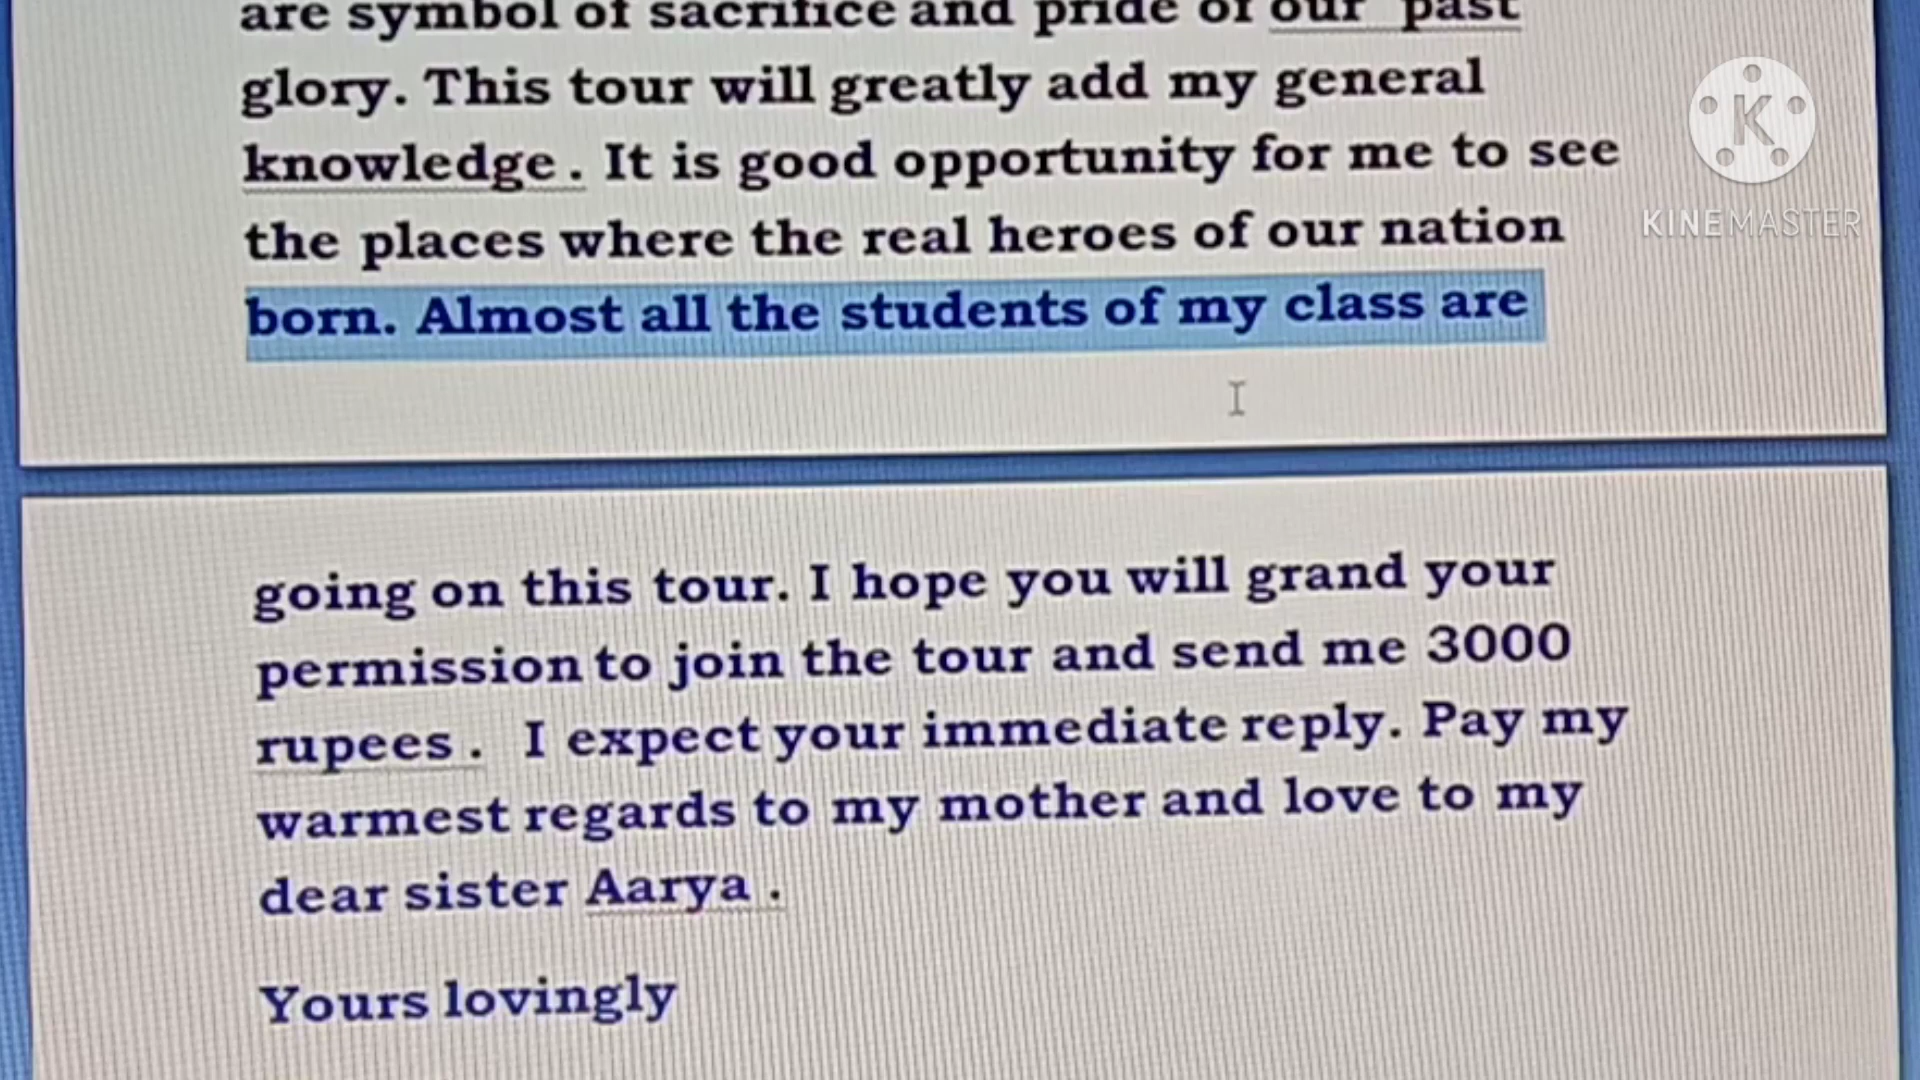 are symbol of sacrifice and pride of our past
glory. This tour will greatly add my general
knowledge . It is good opportunity for me to see
the places where the real heroes of our nation
born. Almost all the students of my class are
going on this tour. I hope you will grand your
permission to join the tour and send me 3000
rupees . I expect your immediate reply. Pay my
warmest regards to my mother and love to my
dear sister Aarya .
Yours lovingly
K
KINEMASTER